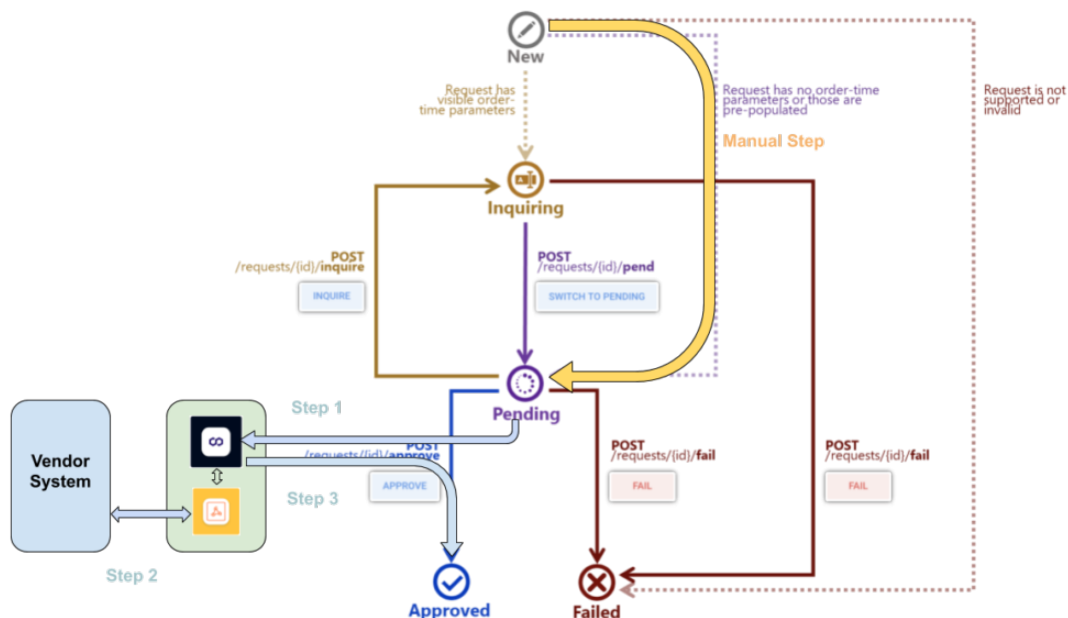 New
Request has
visible order-
time parameters
Request has no order-time
parameters or those are
pre-populated
Request is not
supported or
invalid
Manual Step
Inquiring
POST
/requests/{id}/inquire
INQUIRE
POST
/requests/{id}/pend
SWITCH TO PENDING
Pending
Step 1
POST
/requests/{id}/approve
APPROVE
POST
/requests/{id}/fail
FAIL
POST
/requests/{id}/fail
FAIL
Vendor
System
Step 3
Step 2
Approved
Failed